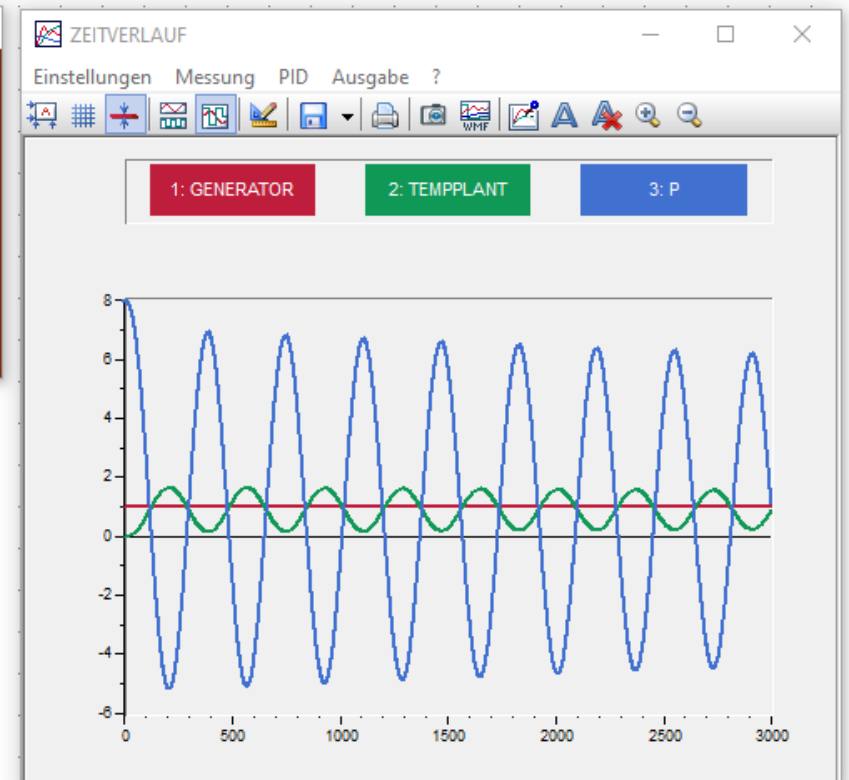 ZEITVERLAUF
Einstellungen Messung PID Ausgabe ?
A WMF A A
1: GENERATOR 2: TEMPPLANT 3: P
8
6
4
2
0
-2
-4
-6
0 500 1000 1500 2000 2500 3000